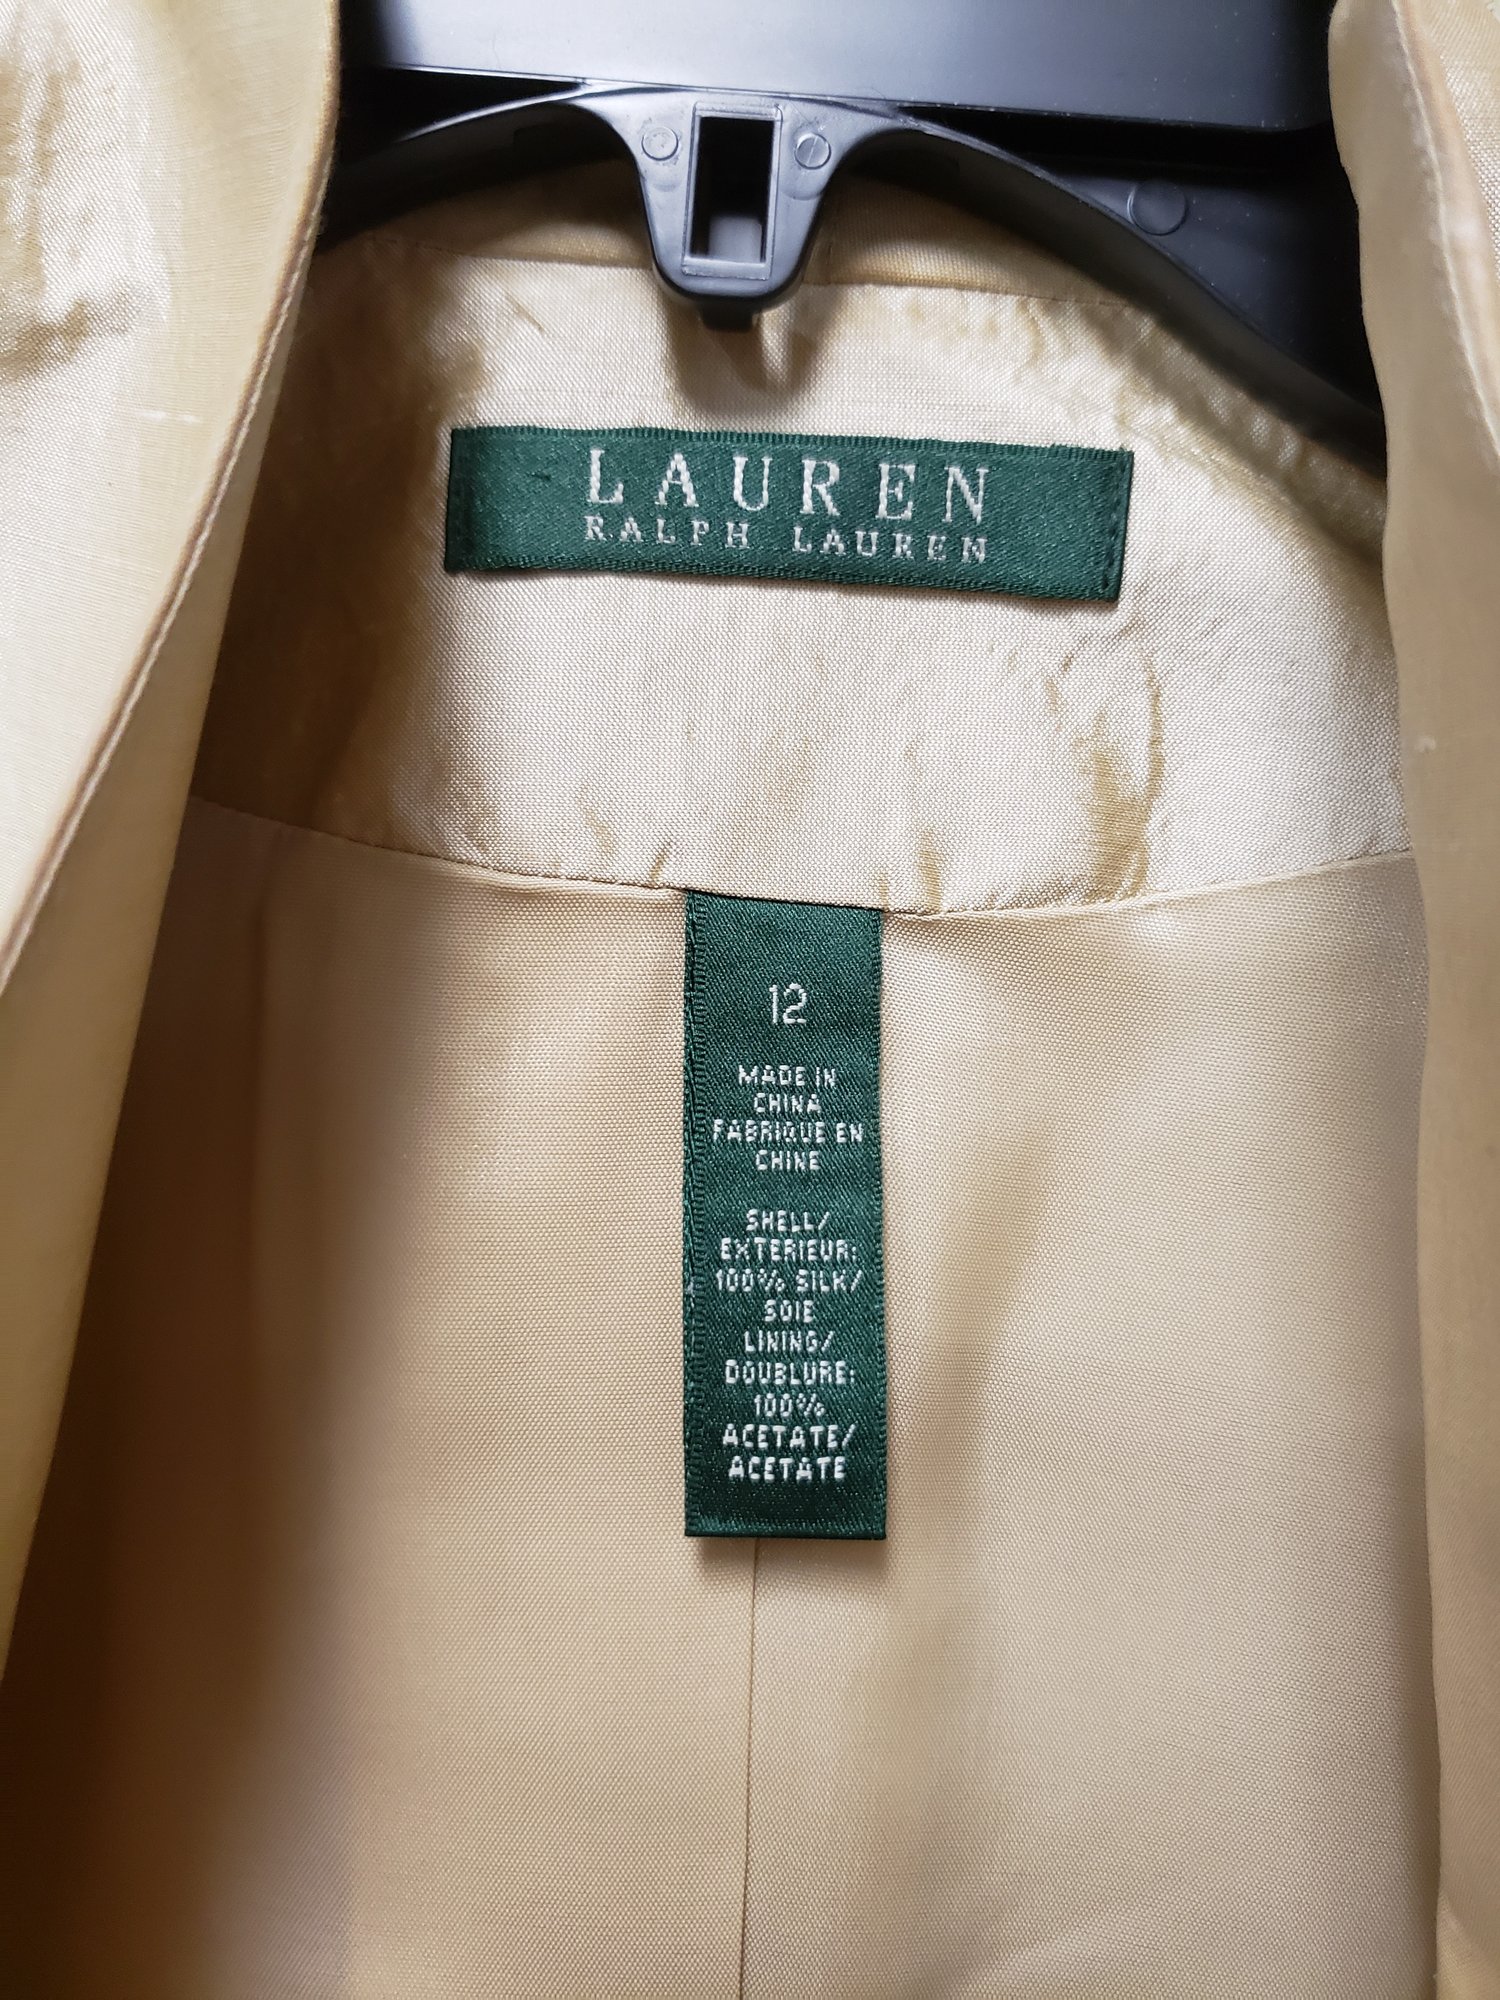 LAUREN
RALPH LAUREN
12
MADE IN
CHINA
FABRIQUE EN
CHINE
SHELL/
EXTERIEUR:
100% SILK/
SOIE
LINING/
DOUBLURE:
100%
ACETATE/
ACETATE